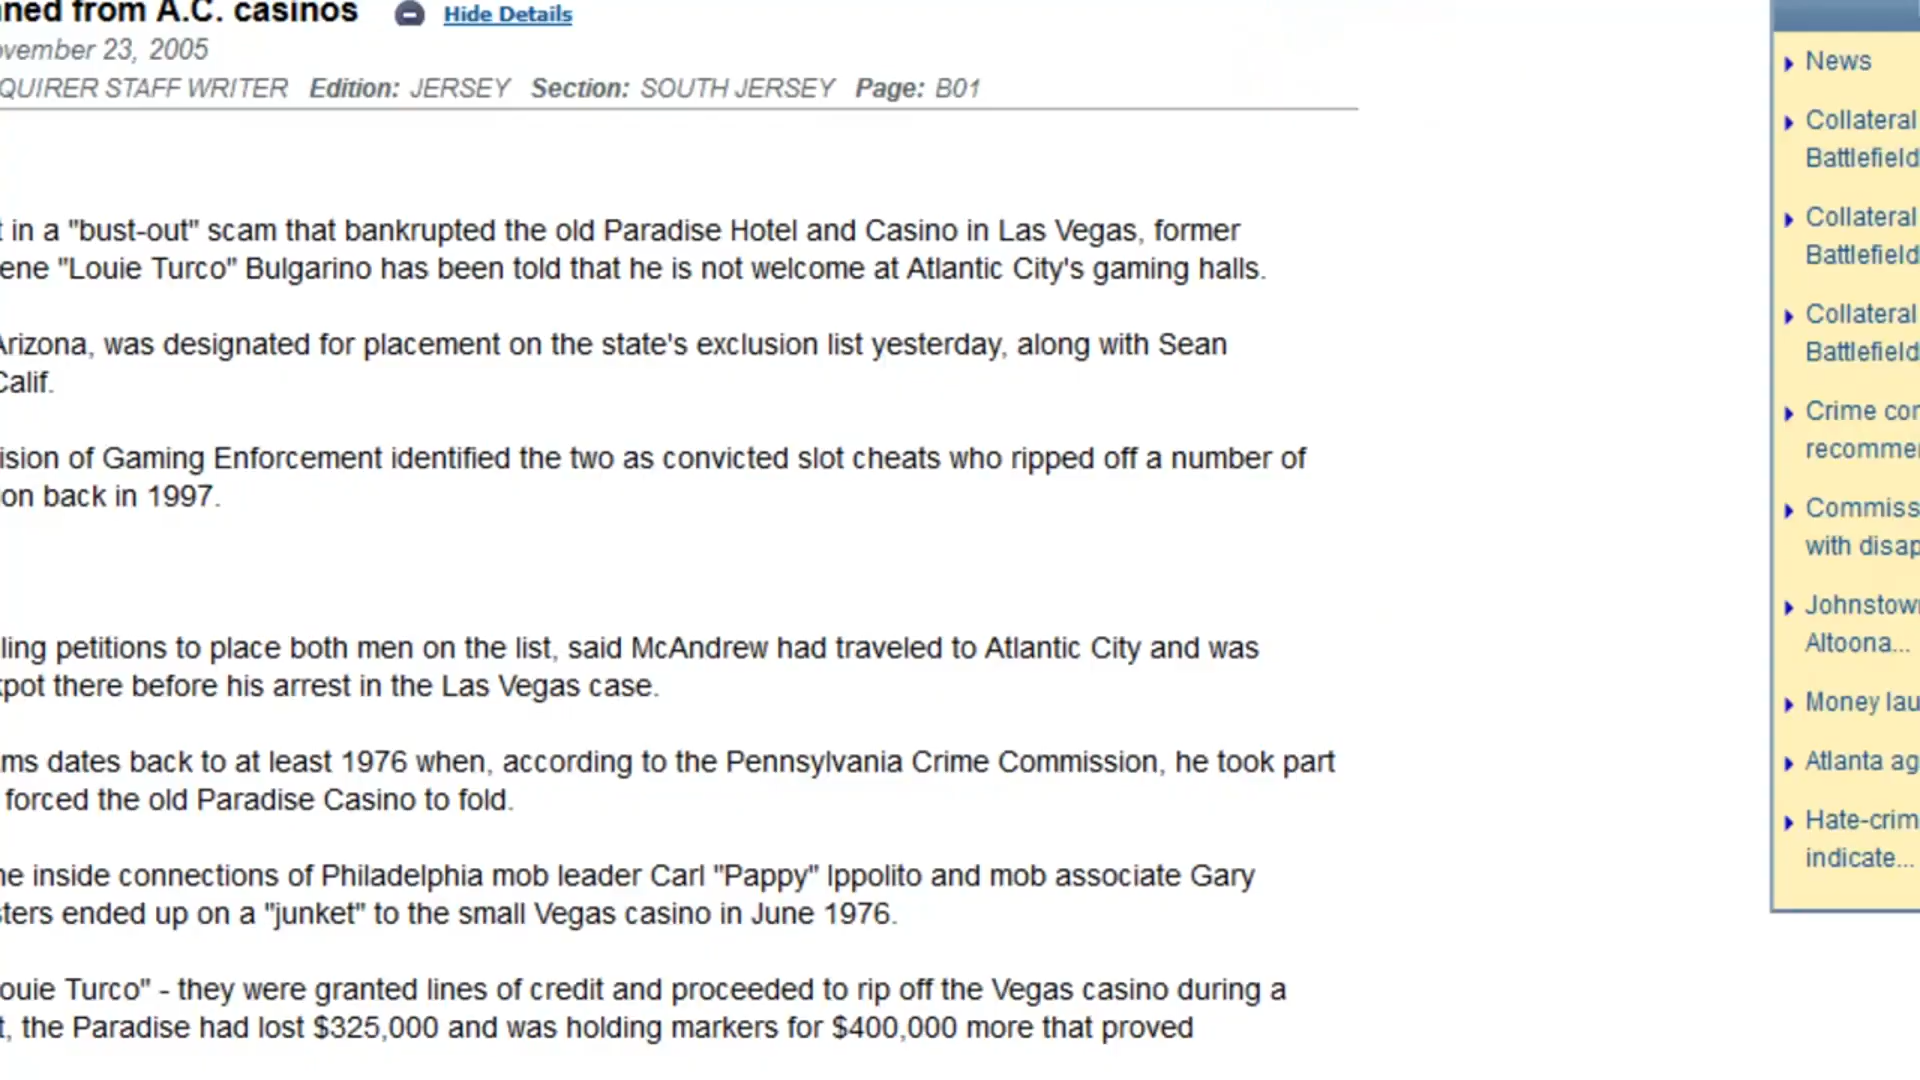 ned from A.C. casinos Hide Details
vember 23, 2005
QUIRER STAFF WRITER Edition: JERSEY Section: SOUTH JERSEY Page: B01
t in a "bust-out" scam that bankrupted the old Paradise Hotel and Casino in Las Vegas, former
ene "Louie Turco" Bulgarino has been told that he is not welcome at Atlantic City's gaming halls.
Arizona, was designated for placement on the state's exclusion list yesterday, along with Sean
Calif.
ision of Gaming Enforcement identified the two as convicted slot cheats who ripped off a number of
on back in 1997.
ling petitions to place both men on the list, said McAndrew had traveled to Atlantic City and was
kpot there before his arrest in the Las Vegas case.
ms dates back to at least 1976 when, according to the Pennsylvania Crime Commission, he took part
forced the old Paradise Casino to fold.
ne inside connections of Philadelphia mob leader Carl "Pappy" Ippolito and mob associate Gary
sters ended up on a "junket" to the small Vegas casino in June 1976.
ouie Turco" - they were granted lines of credit and proceeded to rip off the Vegas casino during a
t, the Paradise had lost $325,000 and was holding markers for $400,000 more that proved
News
Collateral
Battlefield
Collateral
Battlefield
Collateral
Battlefield
Crime cor
recommer
Commiss
with disap
Johnstow
Altoona...
Money lau
Atlanta ag
Hate-crim
indicate...